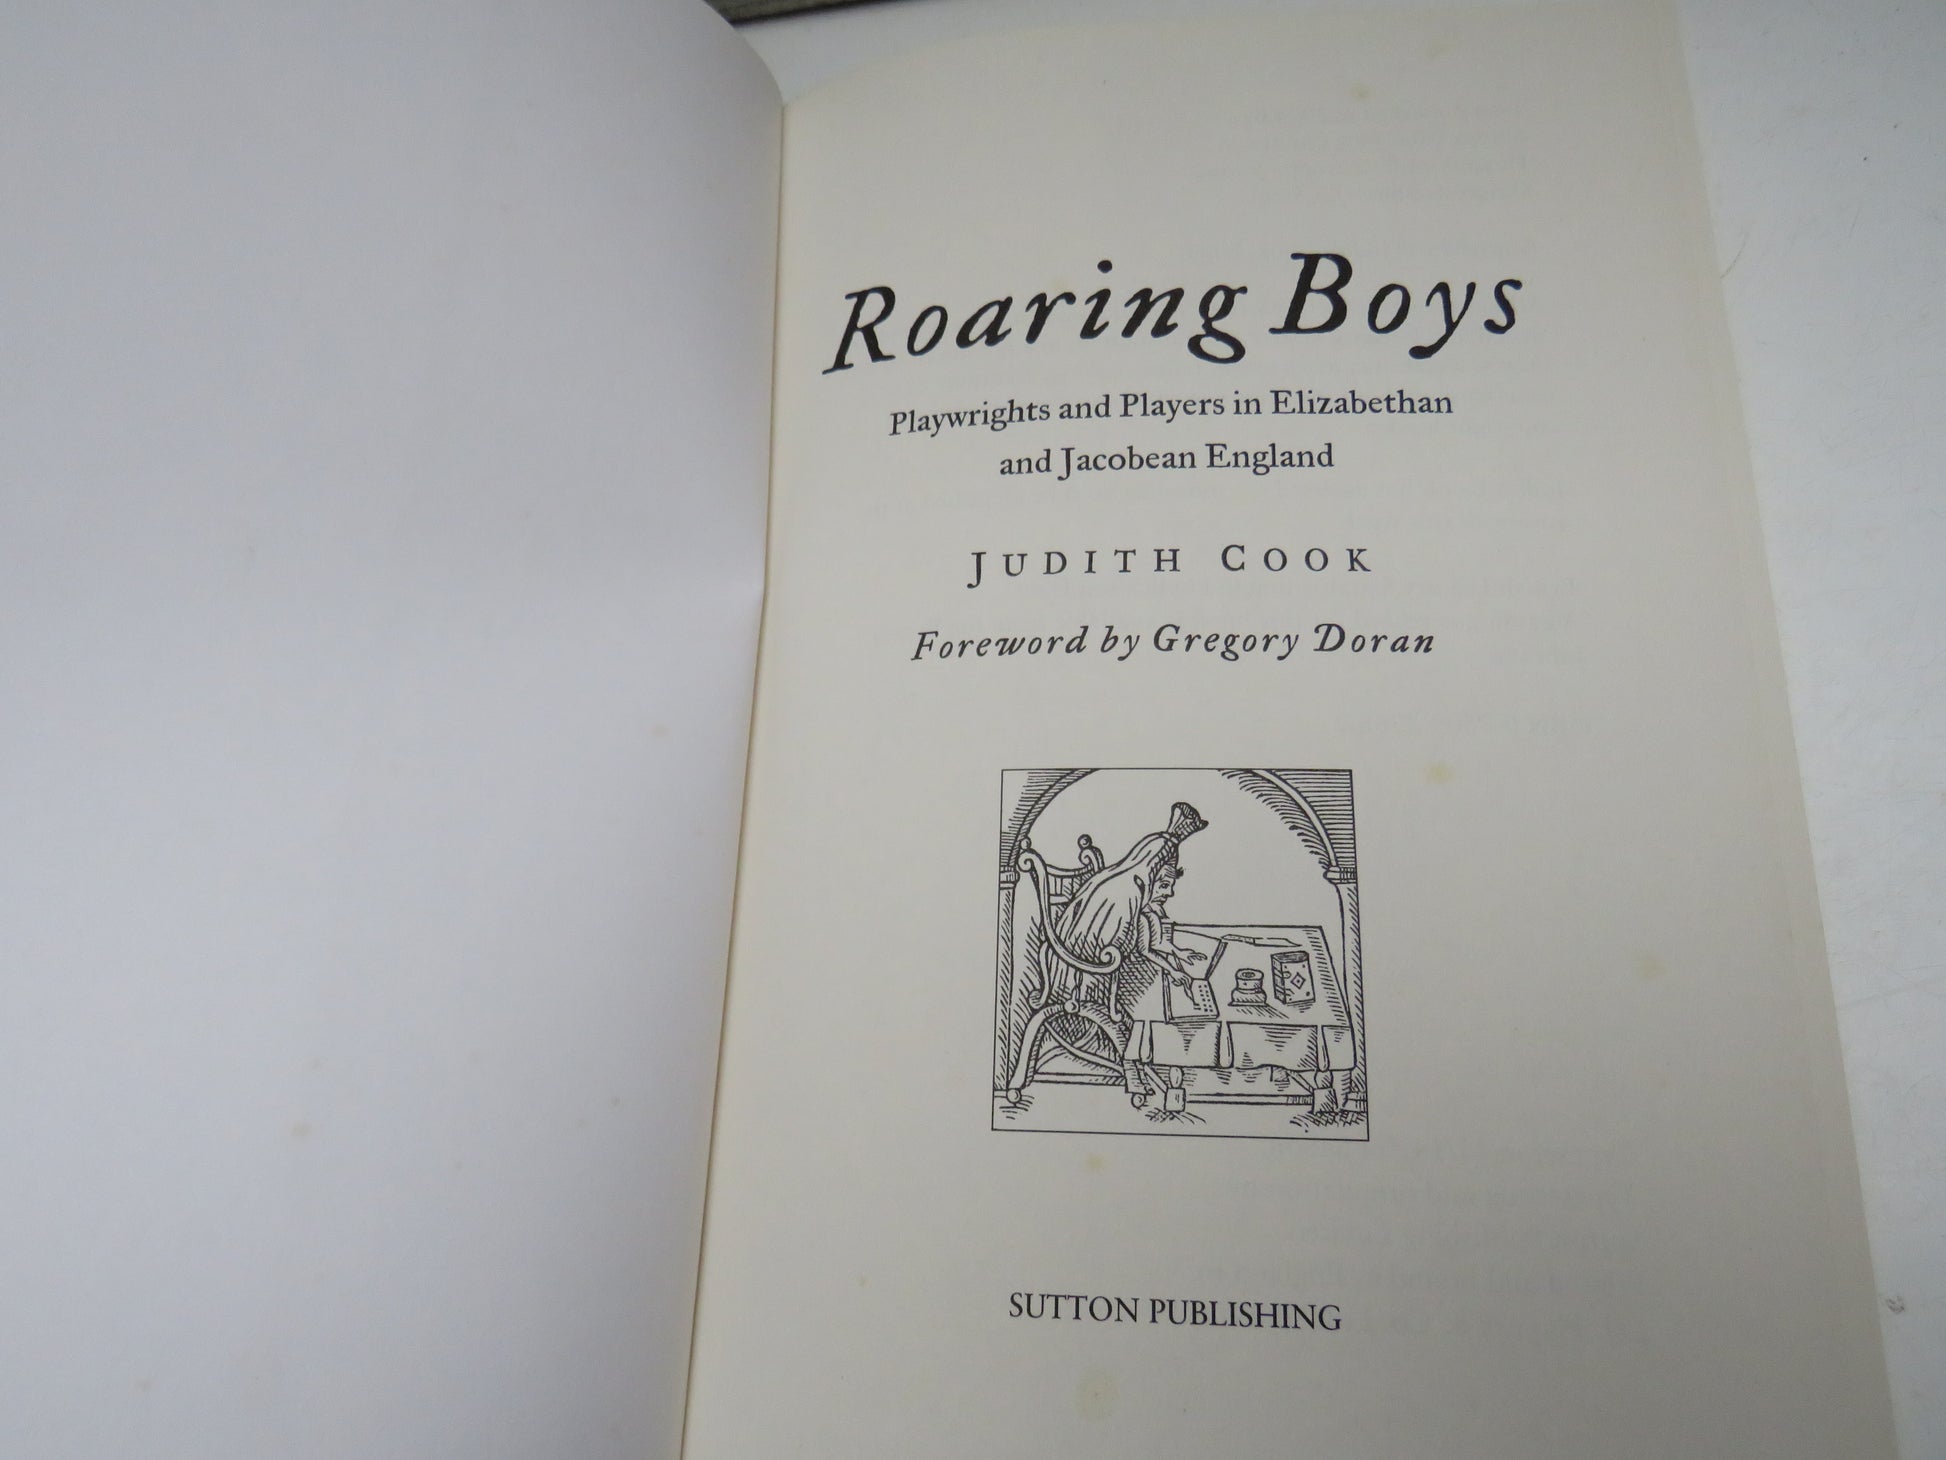 Roaring Boys
Playwrights and Players in Elizabethan
and Jacobean England
JUDITH COOK
Foreword by Gregory Doran
SUTTON PUBLISHING